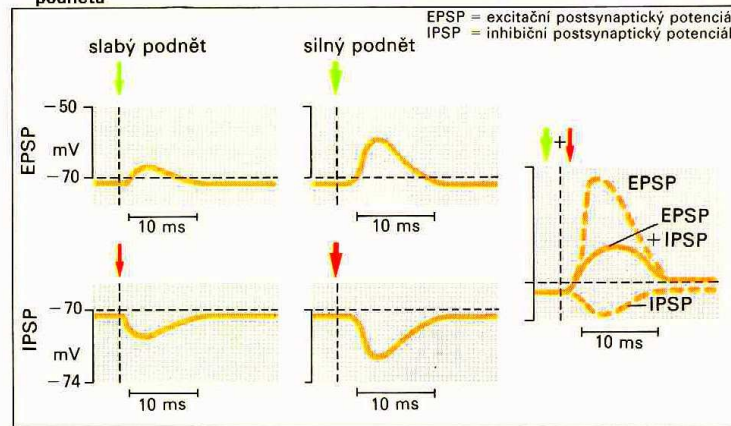 podnětu
EPSP = excitační postsynaptický potenciál
IPSP = inhibiční postsynaptický potenciál
slabý podnět
silný podnět
−50
EPSP
mV
−70
10 ms
10 ms
+
EPSP
EPSP
+ IPSP
IPSP
10 ms
−70
IPSP
mV
−74
10 ms
10 ms